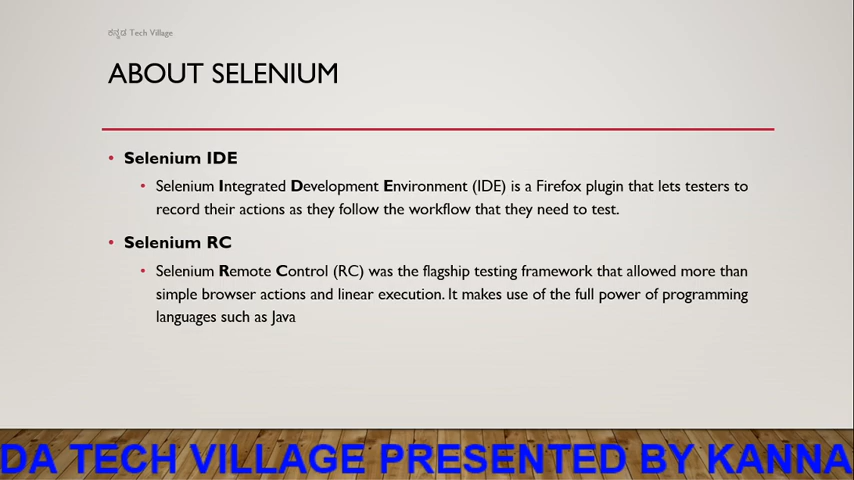 ಕನ್ನಡ Tech Village
ABOUT SELENIUM
• Selenium IDE
• Selenium Integrated Development Environment (IDE) is a Firefox plugin that lets testers to
record their actions as they follow the workflow that they need to test.
• Selenium RC
• Selenium Remote Control (RC) was the flagship testing framework that allowed more than
simple browser actions and linear execution. It makes use of the full power of programming
languages such as Java
DA TECH VILLAGE PRESENTED BY KANNA